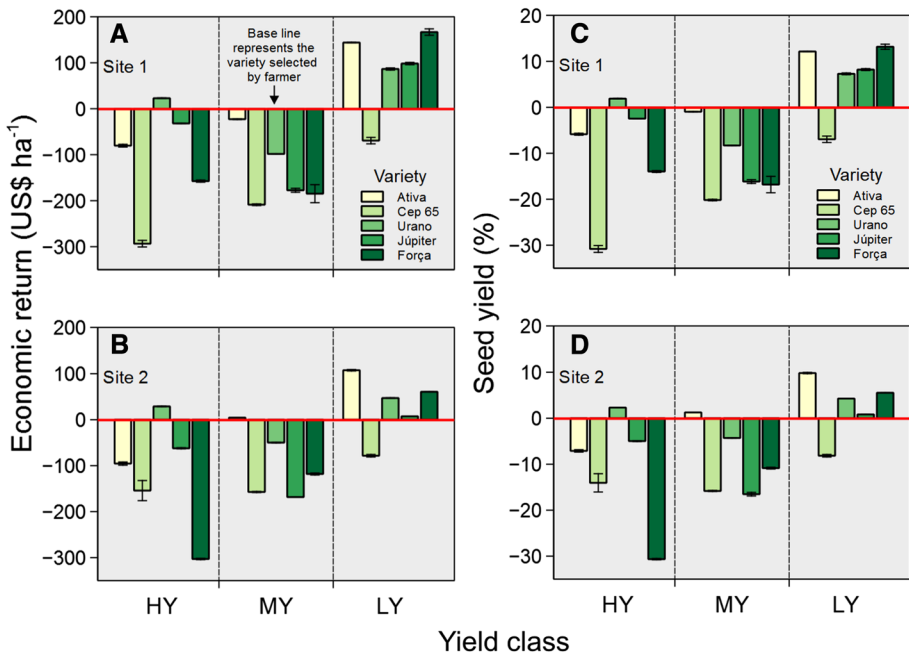 A
Site 1
Base line
represents the
variety selected
by farmer
Variety
Ativa
Cep 65
Urano
Júpiter
Força
200
100
0
−100
−200
−300
B
Site 2
200
100
0
−100
−200
−300
HY
MY
LY
Economic return (US$ ha⁻¹)
C
Site 1
Variety
Ativa
Cep 65
Urano
Júpiter
Força
20
10
0
−10
−20
−30
D
Site 2
20
10
0
−10
−20
−30
HY
MY
LY
Seed yield (%)
Yield class